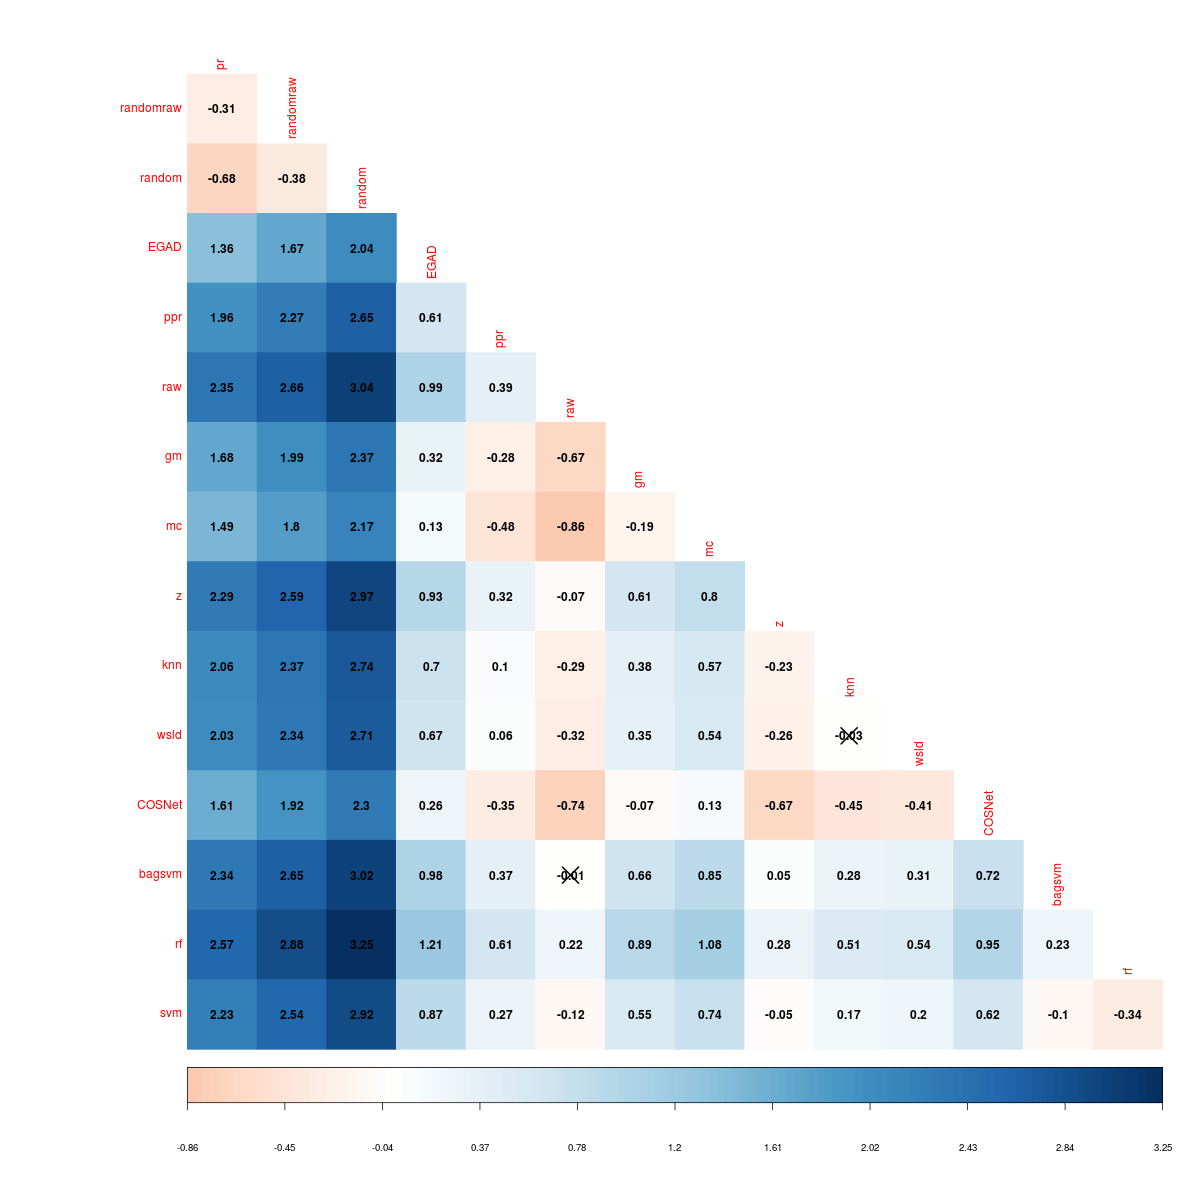 pr
randomraw -0.31 randomraw
random -0.68 -0.38 random
EGAD 1.36 1.67 2.04 EGAD
ppr 1.96 2.27 2.65 0.61 ppr
raw 2.35 2.66 3.04 0.99 0.39 raw
gm 1.68 1.99 2.37 0.32 -0.28 -0.67 gm
mc 1.49 1.8 2.17 0.13 -0.48 -0.86 -0.19 mc
z 2.29 2.59 2.97 0.93 0.32 -0.07 0.61 0.8 z
knn 2.06 2.37 2.74 0.7 0.1 -0.29 0.38 0.57 -0.23 knn
wsld 2.03 2.34 2.71 0.67 0.06 -0.32 0.35 0.54 -0.26 -0.03 wsld
COSNet 1.61 1.92 2.3 0.26 -0.35 -0.74 -0.07 0.13 -0.67 -0.45 -0.41 COSNet
bagsvm 2.34 2.65 3.02 0.98 0.37 -0.01 0.66 0.85 0.05 0.28 0.31 0.72 bagsvm
rf 2.57 2.88 3.25 1.21 0.61 0.22 0.89 1.08 0.28 0.51 0.54 0.95 0.23 rf
svm 2.23 2.54 2.92 0.87 0.27 -0.12 0.55 0.74 -0.05 0.17 0.2 0.62 -0.1 -0.34
-0.86 -0.45 -0.04 0.37 0.78 1.2 1.61 2.02 2.43 2.84 3.25